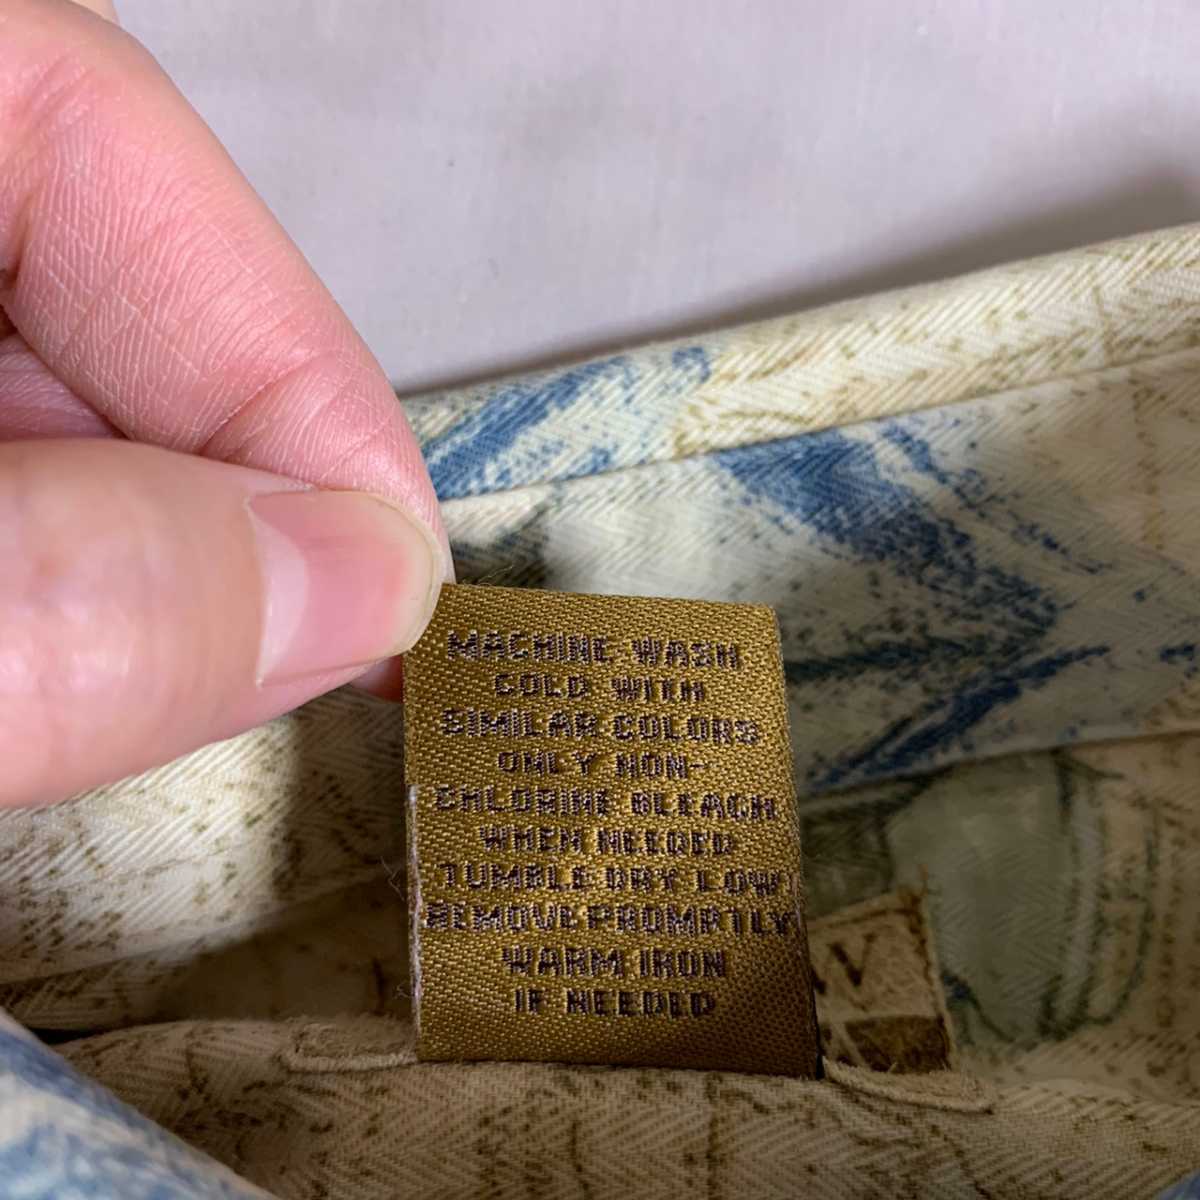 MACHINE WASH
COLD WITH
SIMILAR COLORS
ONLY NON-
CHLORINE BLEACH
WHEN NEEDED
TUMBLE DRY LOW
REMOVE PROMPTLY
WARM IRON
IF NEEDED